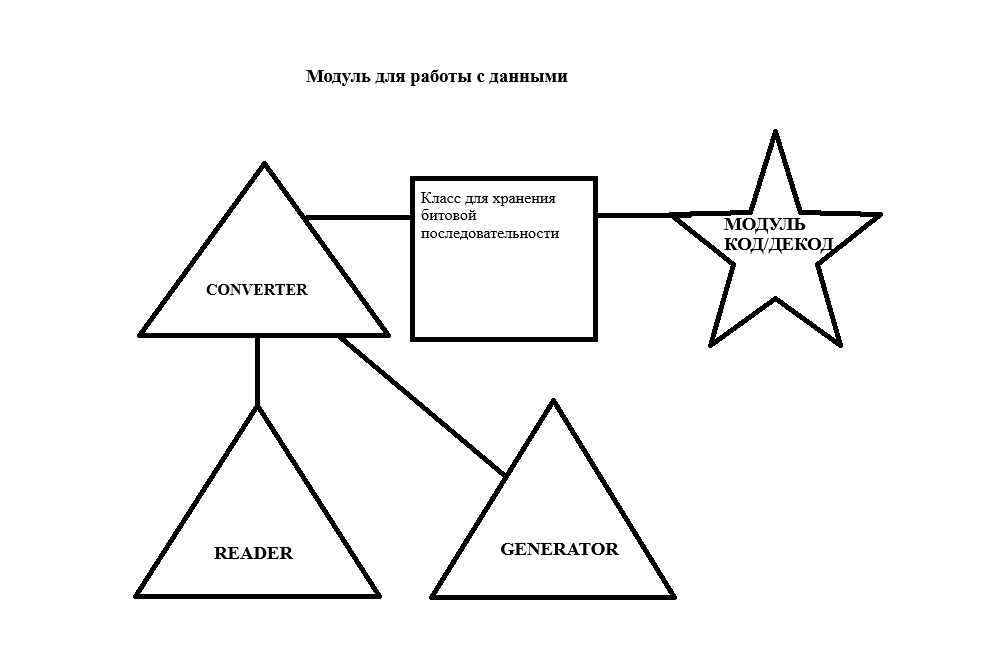 Модуль для работы с данными
Класс для хранения
битовой
последовательности
МОДУЛЬ
КОД/ДЕКОД
CONVERTER
READER
GENERATOR